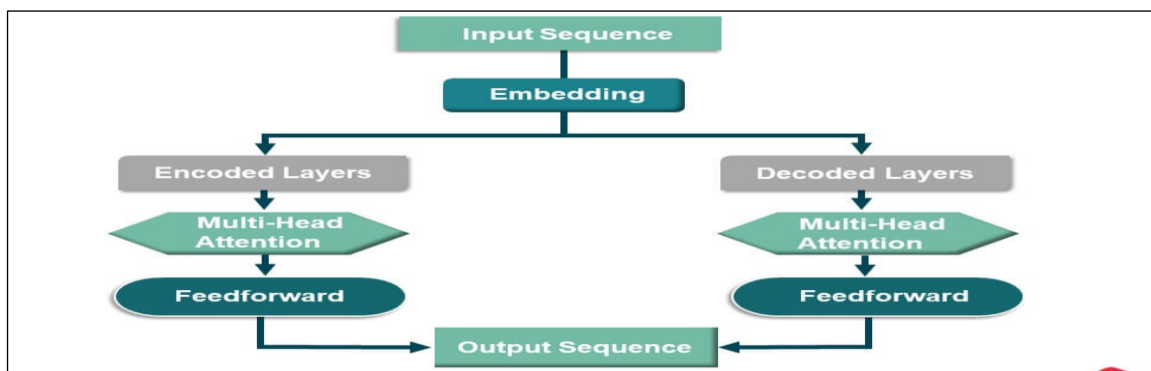 Input Sequence
Embedding
Encoded Layers
Decoded Layers
Multi-Head
Attention
Multi-Head
Attention
Feedforward
Feedforward
Output Sequence